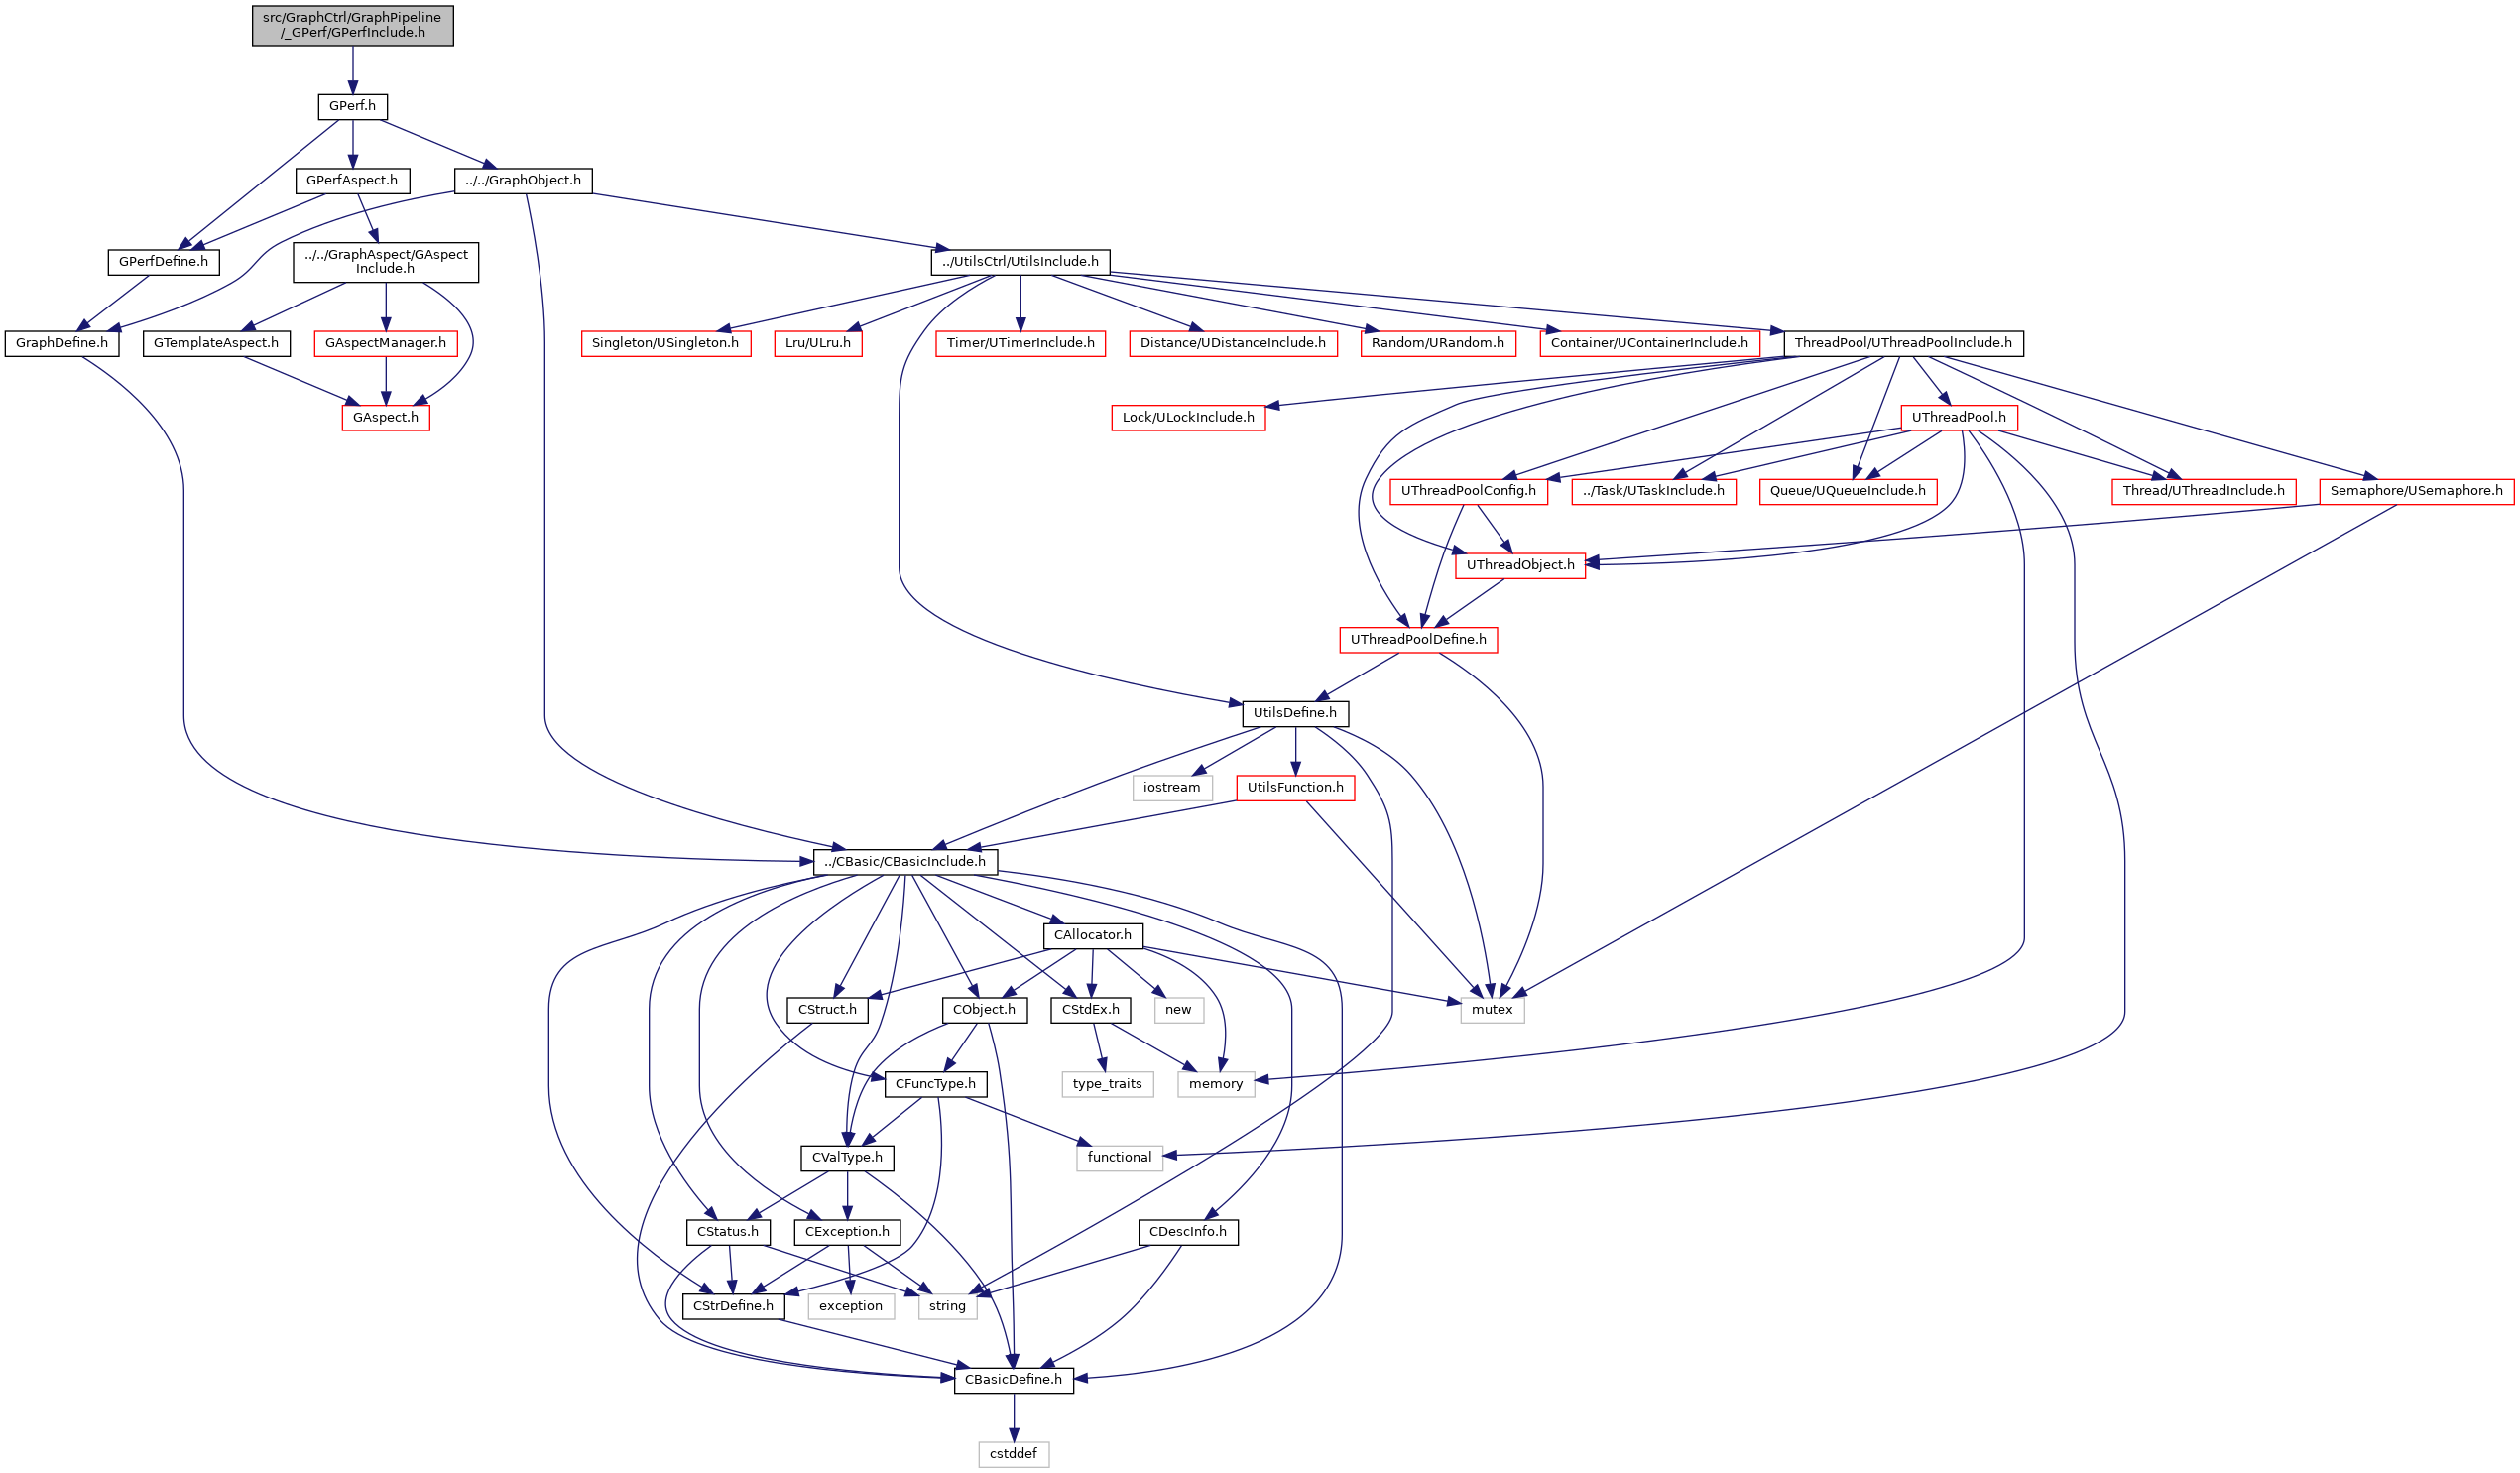 src/GraphCtrl/GraphPipeline
/_GPerf/GPerfInclude.h
GPerf.h
GPerfAspect.h
../../GraphObject.h
GPerfDefine.h
../../GraphAspect/GAspect
Include.h
../UtilsCtrl/UtilsInclude.h
GraphDefine.h
GTemplateAspect.h
GAspectManager.h
Singleton/USingleton.h
Lru/ULru.h
Timer/UTimerInclude.h
Distance/UDistanceInclude.h
Random/URandom.h
Container/UContainerInclude.h
ThreadPool/UThreadPoolInclude.h
GAspect.h
Lock/ULockInclude.h
UThreadPool.h
UThreadPoolConfig.h
../Task/UTaskInclude.h
Queue/UQueueInclude.h
Thread/UThreadInclude.h
Semaphore/USemaphore.h
UThreadObject.h
UThreadPoolDefine.h
UtilsDefine.h
iostream
UtilsFunction.h
../CBasic/CBasicInclude.h
CAllocator.h
CStruct.h
CObject.h
CStdEx.h
new
mutex
CFuncType.h
type_traits
memory
CValType.h
functional
CStatus.h
CException.h
CDescInfo.h
CStrDefine.h
exception
string
CBasicDefine.h
cstddef